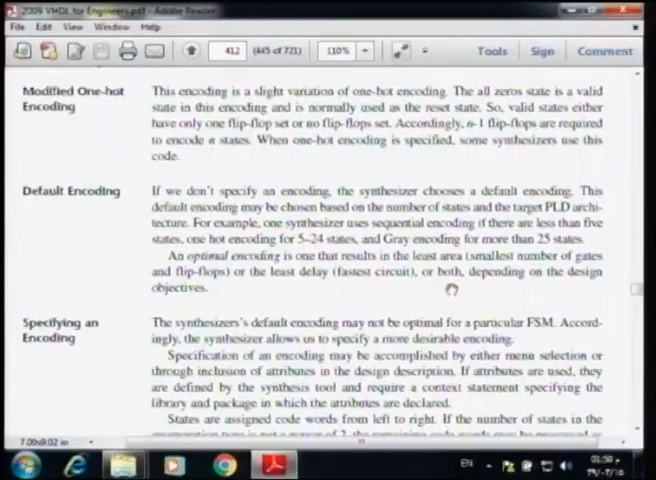 2009 VHDL for Engineers.pdf - Adobe Reader
File Edit View Window Help
412 (445 of 721) 110% Tools Sign Comment
Modified One-hot Encoding
This encoding is a slight variation of one-hot encoding. The all zeros state is a valid
state in this encoding and is normally used as the reset state. So, valid states either
have only one flip-flop set or no flip-flops set. Accordingly, n-1 flip-flops are required
to encode n states. When one-hot encoding is specified, some synthesizers use this
code.
Default Encoding
If we don't specify an encoding, the synthesizer chooses a default encoding. This
default encoding may be chosen based on the number of states and the target PLD archi-
tecture. For example, one synthesizer uses sequential encoding if there are less than five
states, one hot encoding for 5–24 states, and Gray encoding for more than 25 states.
An optimal encoding is one that results in the least area (smallest number of gates
and flip-flops) or the least delay (fastest circuit), or both, depending on the design
objectives.
Specifying an Encoding
The synthesizers's default encoding may not be optimal for a particular FSM. Accord-
ingly, the synthesizer allows us to specify a more desirable encoding.
Specification of an encoding may be accomplished by either menu selection or
through inclusion of attributes in the design description. If attributes are used, they
are defined by the synthesis tool and require a context statement specifying the
library and package in which the attributes are declared.
States are assigned code words from left to right. If the number of states in the
7.00x9.02 in
EN